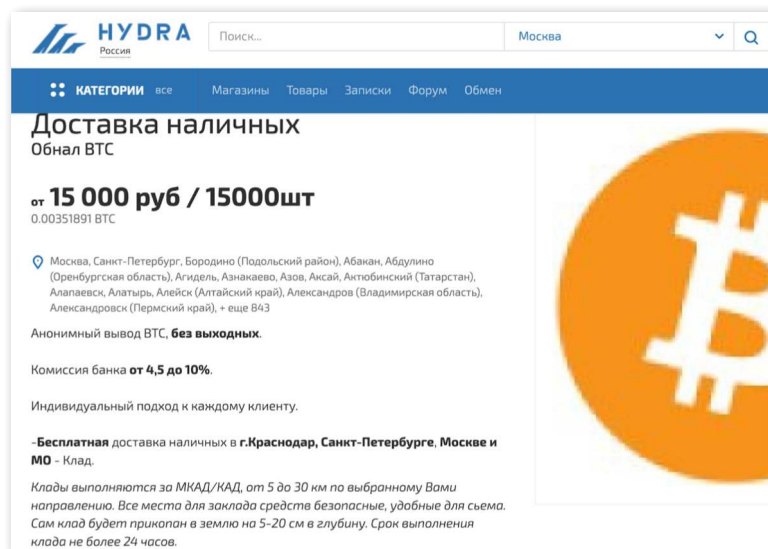 HYDRA
Россия
Поиск...
Москва
КАТЕГОРИИ все
Магазины Товары Записки Форум Обмен
Доставка наличных
Обнал BTC
от 15 000 руб / 15000шт
0.00351891 BTC
Москва, Санкт-Петербург, Бородино (Подольский район), Абакан, Абдулино
(Оренбургская область), Агидель, Азнакаево, Азов, Аксай, Актюбинский (Татарстан),
Алапаевск, Алатырь, Алейск (Алтайский край), Александров (Владимирская область),
Александровск (Пермский край), + еще 843
Анонимный вывод BTC, без выходных.
Комиссия банка от 4,5 до 10%.
Индивидуальный подход к каждому клиенту.
-Бесплатная доставка наличных в г.Краснодар, Санкт-Петербурге, Москве и
МО - Клад.
Клады выполняются за МКАД/КАД, от 5 до 30 км по выбранному Вами
направлению. Все места для заклада средств безопасные, удобные для сьема.
Сам клад будет прикопан в землю на 5-20 см в глубину. Срок выполнения
клада не более 24 часов.